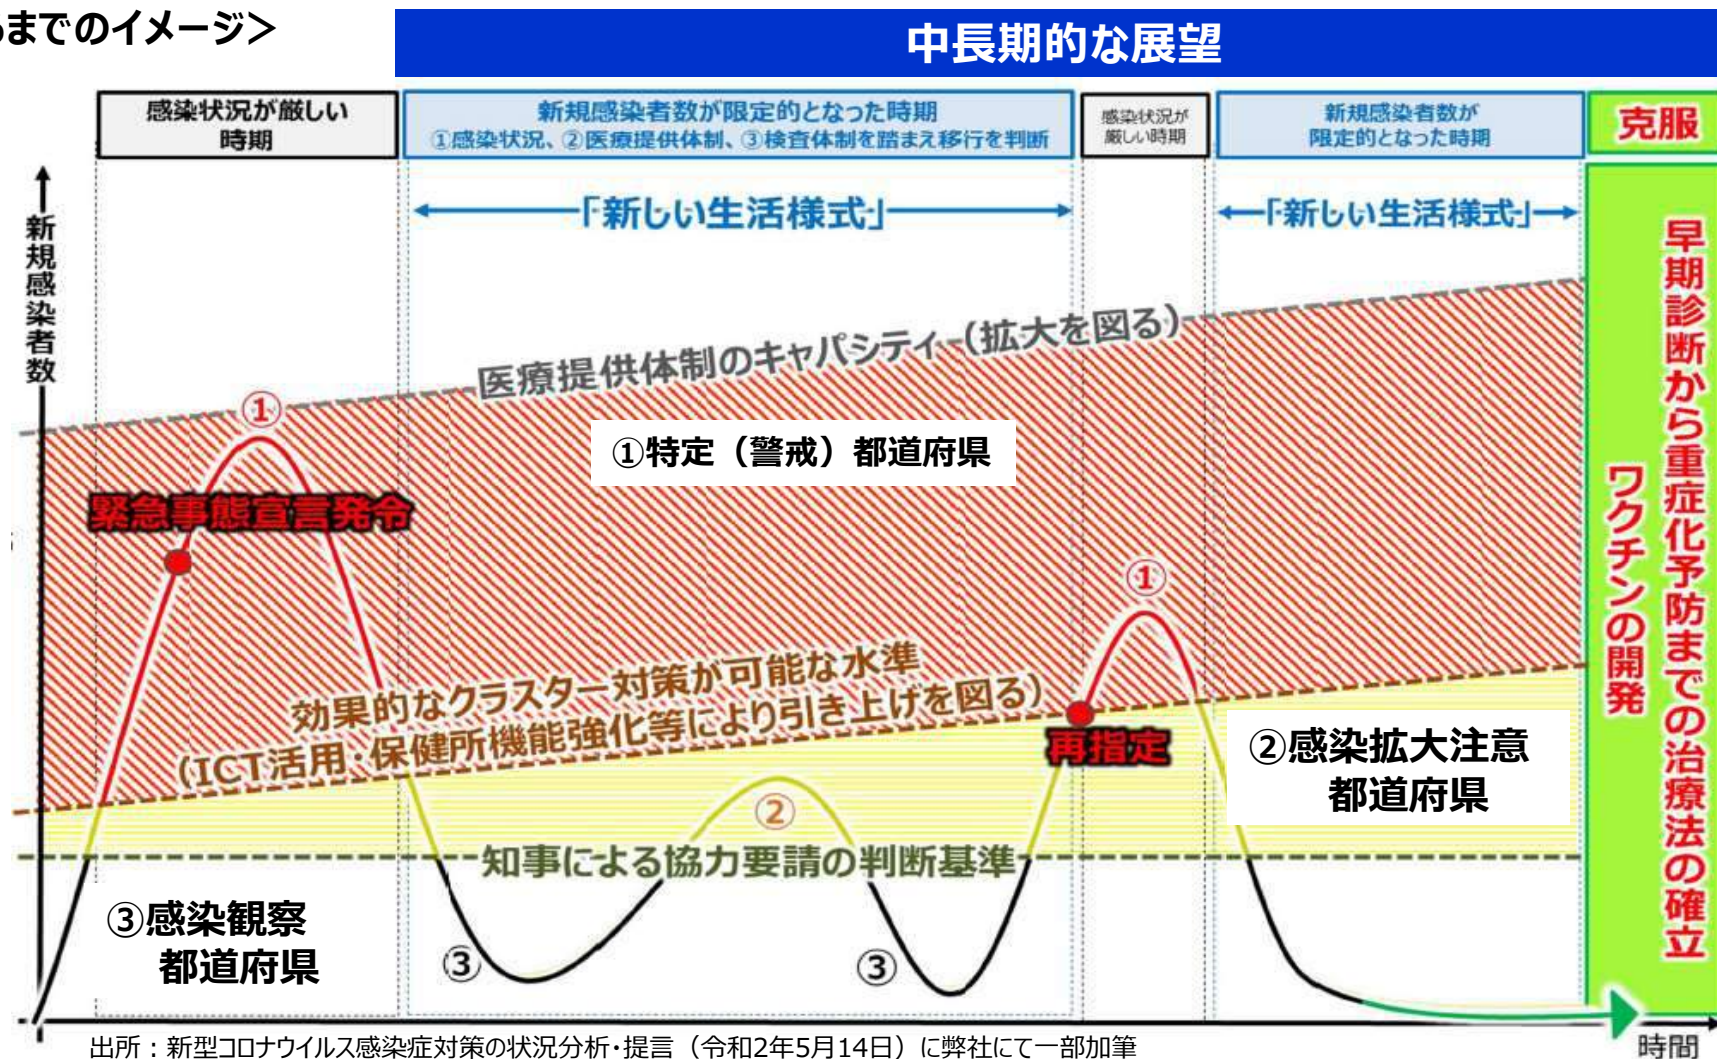 までのイメージ＞
中長期的な展望
感染状況が厳しい
時期
新規感染者数が限定的となった時期
①感染状況、②医療提供体制、③検査体制を踏まえ移行を判断
感染状況が
厳しい時期
新規感染者数が
限定的となった時期
克服
「新しい生活様式」
「新しい生活様式」
新規感染者数
医療提供体制のキャパシティー（拡大を図る）
①
①特定（警戒）都道府県
緊急事態宣言発令
①
効果的なクラスター対策が可能な水準
（ICT活用・保健所機能強化等により引き上げを図る）
再指定
②感染拡大注意
都道府県
②
知事による協力要請の判断基準
③感染観察
都道府県
③
③
早期診断から重症化予防までの治療法の確立
ワクチンの開発
時間
出所：新型コロナウイルス感染症対策の状況分析・提言（令和2年5月14日）に弊社にて一部加筆